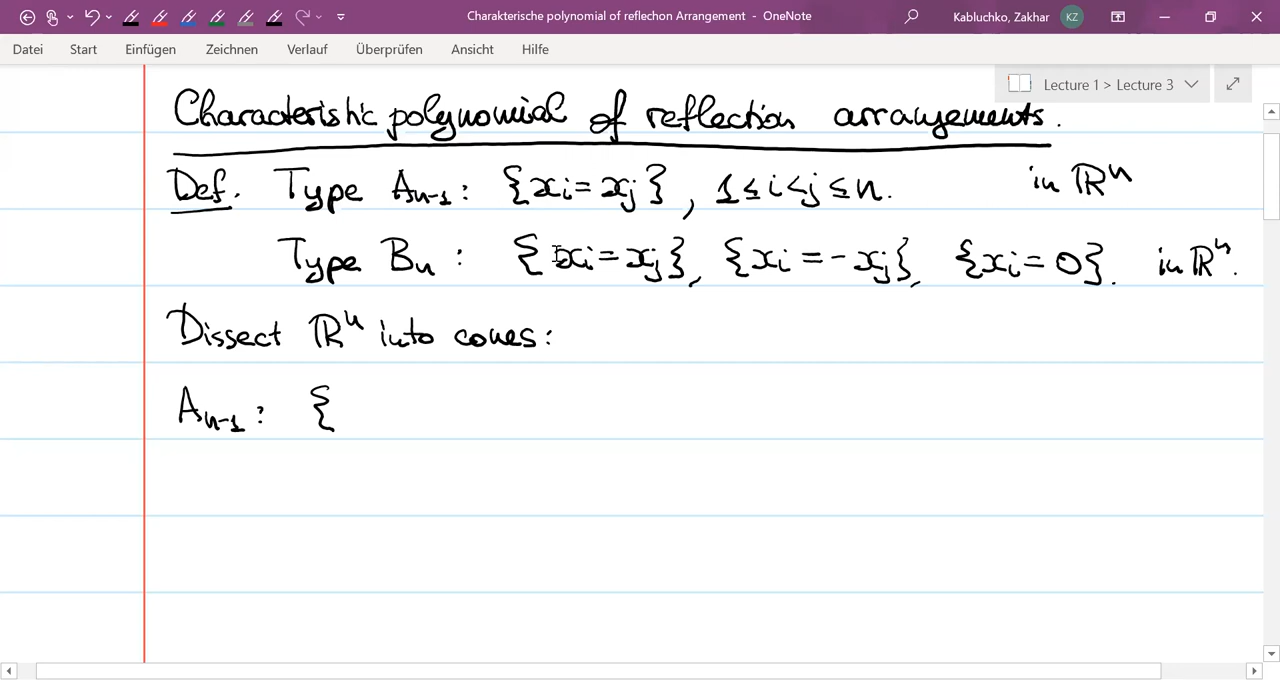 Charakterische polynomial of reflechon Arrangement - OneNote
Kabluchko, Zakhar KZ
Datei Start Einfügen Zeichnen Verlauf Überprüfen Ansicht Hilfe
Lecture 1 > Lecture 3
Characteristic polynomial of reflection arrangements.
Def. Type Aₙ₋₁ : {xᵢ = xⱼ}, 1 ≤ i < j ≤ n. in ℝⁿ
Type Bₙ : {xᵢ = xⱼ}, {xᵢ = -xⱼ}, {xᵢ = 0}. in ℝⁿ.
Dissect ℝⁿ into cones:
Aₙ₋₁ : {